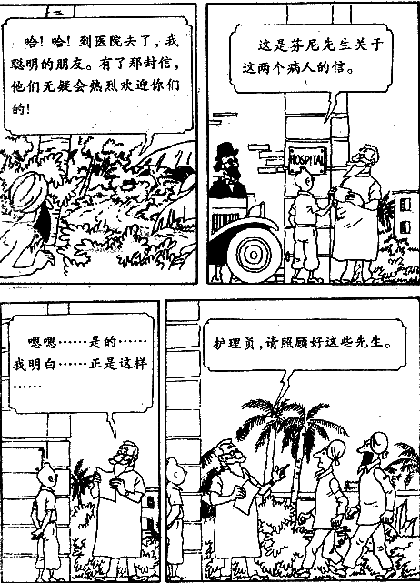 哈！哈！到医院去了，我
聪明的朋友。有了那封信，
他们无疑会热烈欢迎你们
的！
这是芬尼先生关于
这两个病人的信。
HOSPITAL
嗯嗯……是的……
我明白……正是这样
……
护理员，请照顾好这些先生。